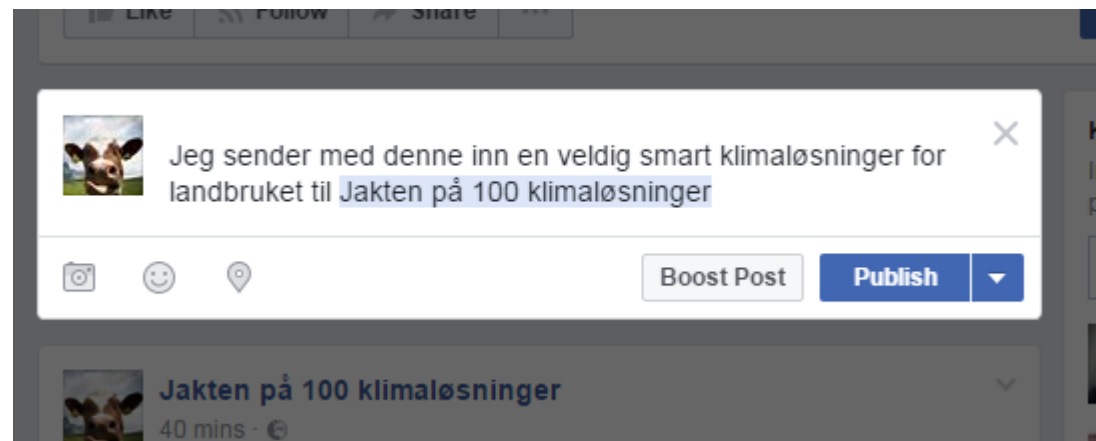 Like Follow Share
Jeg sender med denne inn en veldig smart klimaløsninger for
landbruket til Jakten på 100 klimaløsninger
Boost Post Publish
Jakten på 100 klimaløsninger
40 mins ·